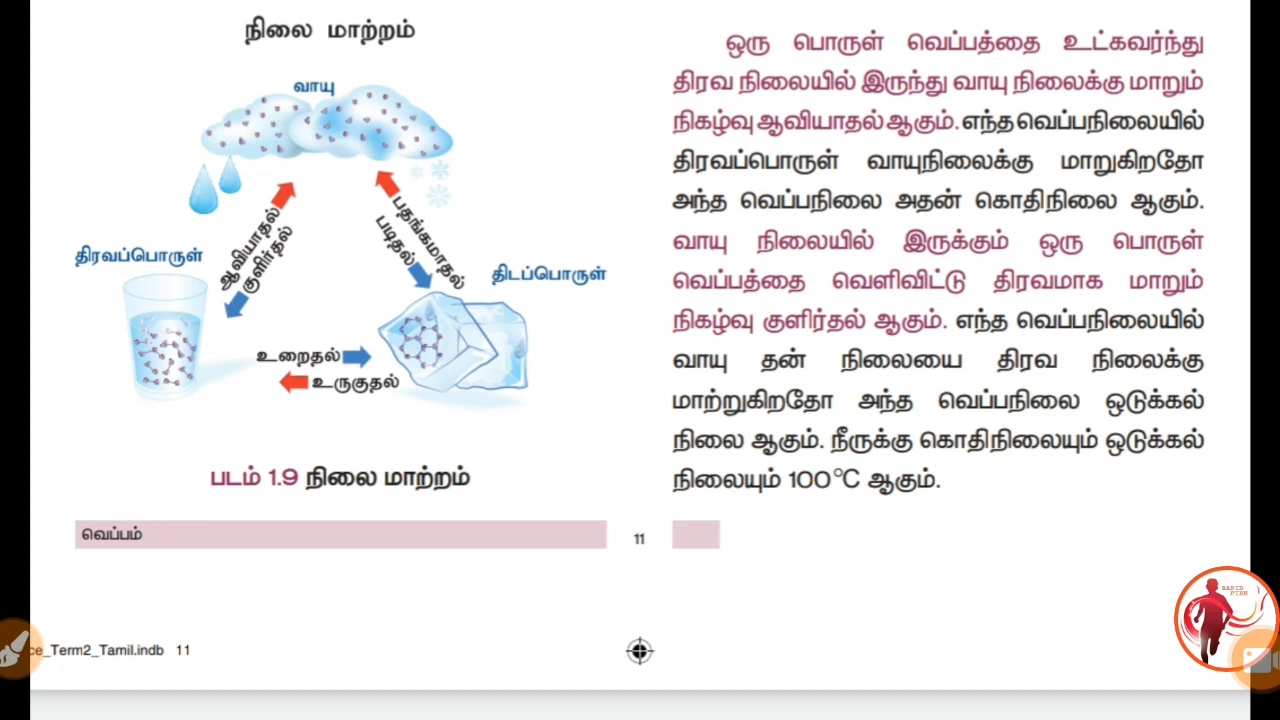 நிலை மாற்றம்
வாயு
திரவப்பொருள்
ஆவியாதல்
குளிர்தல்
பதங்கமாதல்
படிதல்
திடப்பொருள்
உறைதல்
உருகுதல்
படம் 1.9 நிலை மாற்றம்
ஒரு பொருள் வெப்பத்தை உட்கவர்ந்து
திரவ நிலையில் இருந்து வாயு நிலைக்கு மாறும்
நிகழ்வு ஆவியாதல் ஆகும். எந்த வெப்பநிலையில்
திரவப்பொருள் வாயுநிலைக்கு மாறுகிறதோ
அந்த வெப்பநிலை அதன் கொதிநிலை ஆகும்.
வாயு நிலையில் இருக்கும் ஒரு பொருள்
வெப்பத்தை வெளிவிட்டு திரவமாக மாறும்
நிகழ்வு குளிர்தல் ஆகும். எந்த வெப்பநிலையில்
வாயு தன் நிலையை திரவ நிலைக்கு
மாற்றுகிறதோ அந்த வெப்பநிலை ஒடுக்கல்
நிலை ஆகும். நீருக்கு கொதிநிலையும் ஒடுக்கல்
நிலையும் 100°C ஆகும்.
வெப்பம்
11
RAPID
FIRE
ce_Term2_Tamil.indb 11